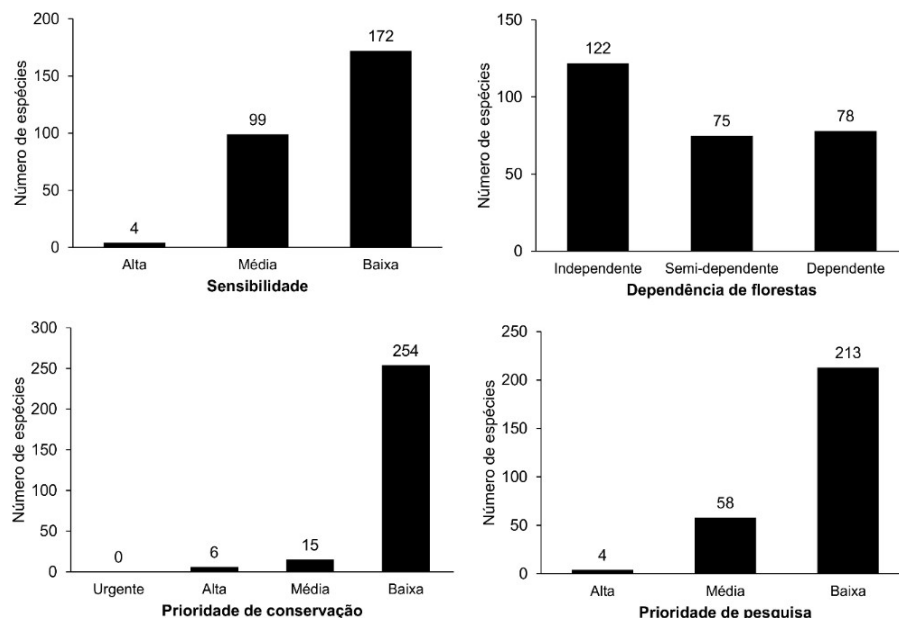 200
150
100
50
0
Número de espécies
4
99
172
Alta
Média
Baixa
Sensibilidade
150
100
50
0
Número de espécies
122
75
78
Independente
Semi-dependente
Dependente
Dependência de florestas
300
250
200
150
100
50
0
Número de espécies
0
6
15
254
Urgente
Alta
Média
Baixa
Prioridade de conservação
250
200
150
100
50
0
Número de espécies
4
58
213
Alta
Média
Baixa
Prioridade de pesquisa